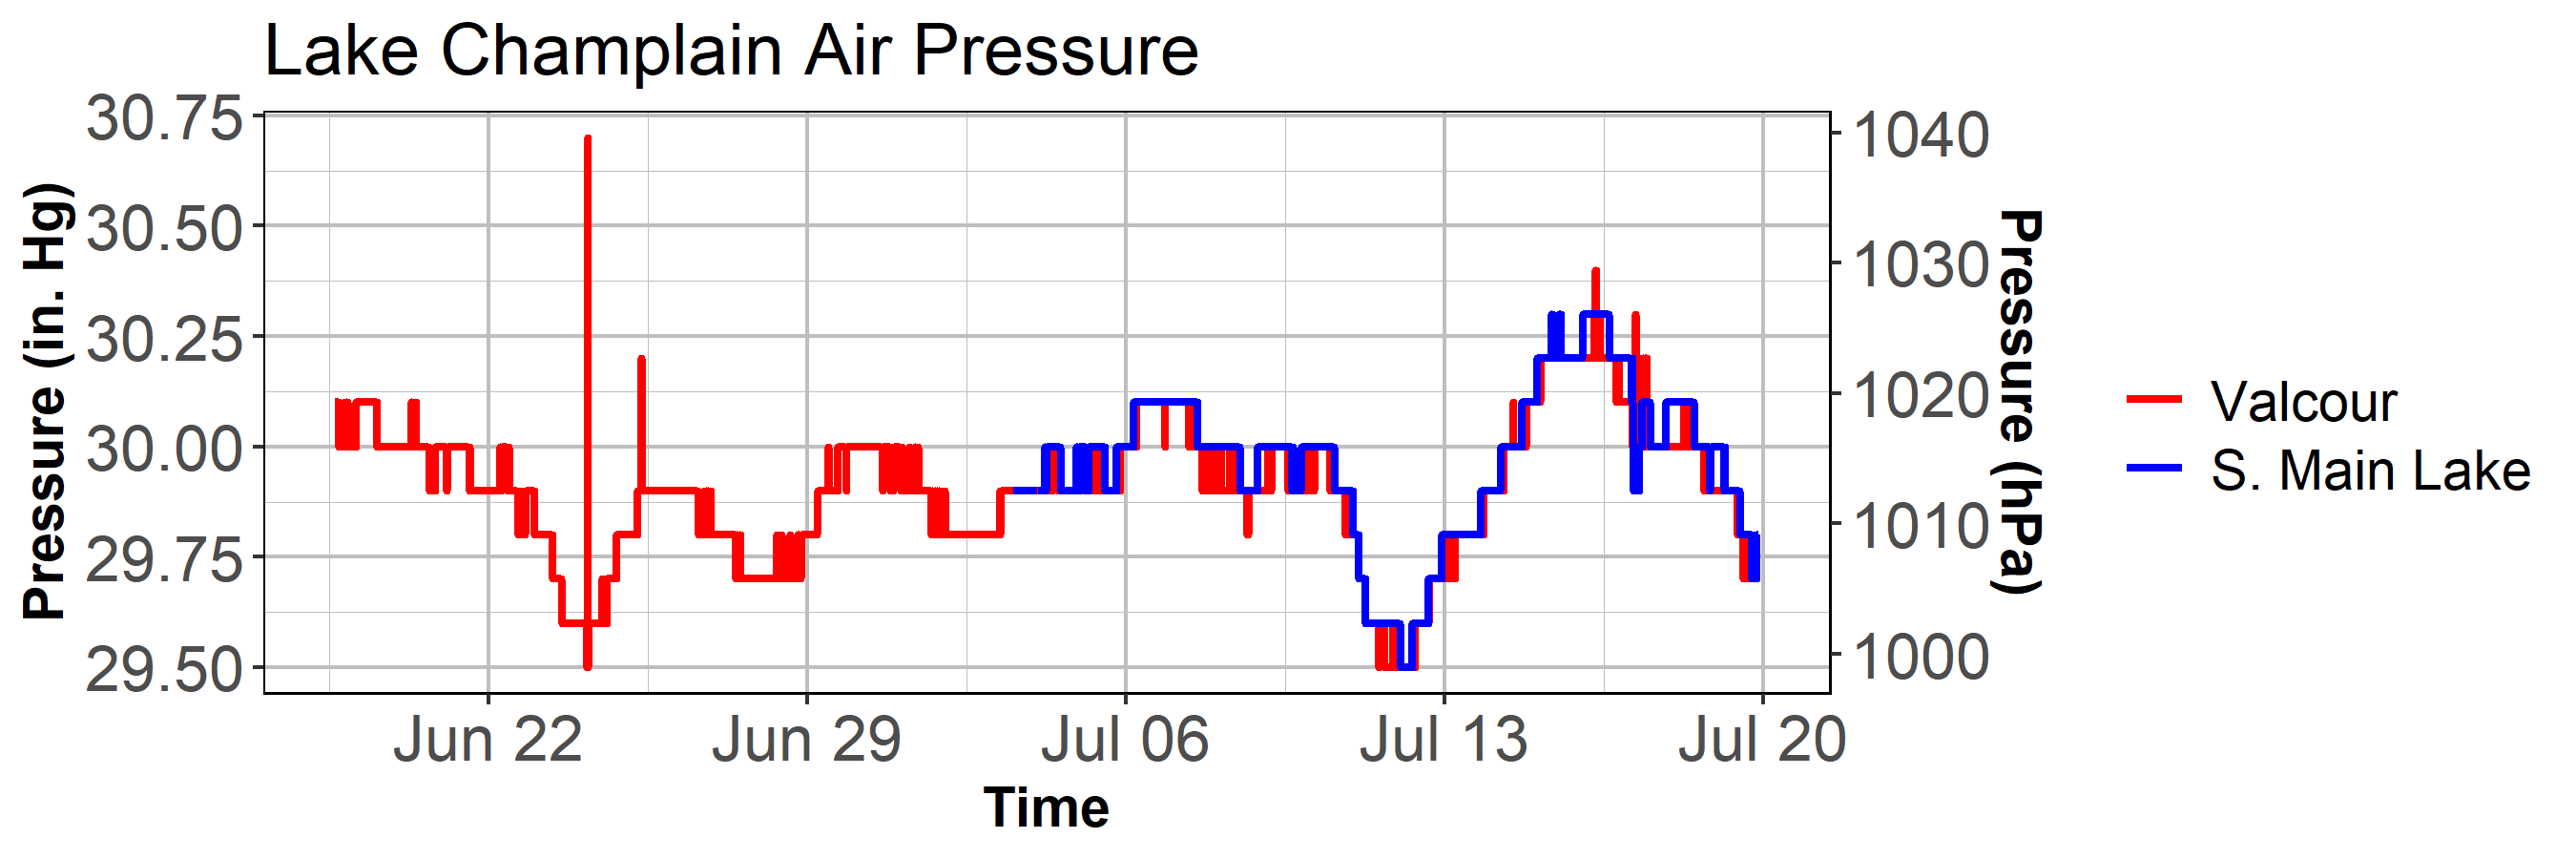 Lake Champlain Air Pressure
Pressure (in. Hg)
30.75
30.50
30.25
30.00
29.75
29.50
1040
1030
1020
1010
1000
Pressure (hPa)
Jun 22
Jun 29
Jul 06
Jul 13
Jul 20
Time
Valcour
S. Main Lake